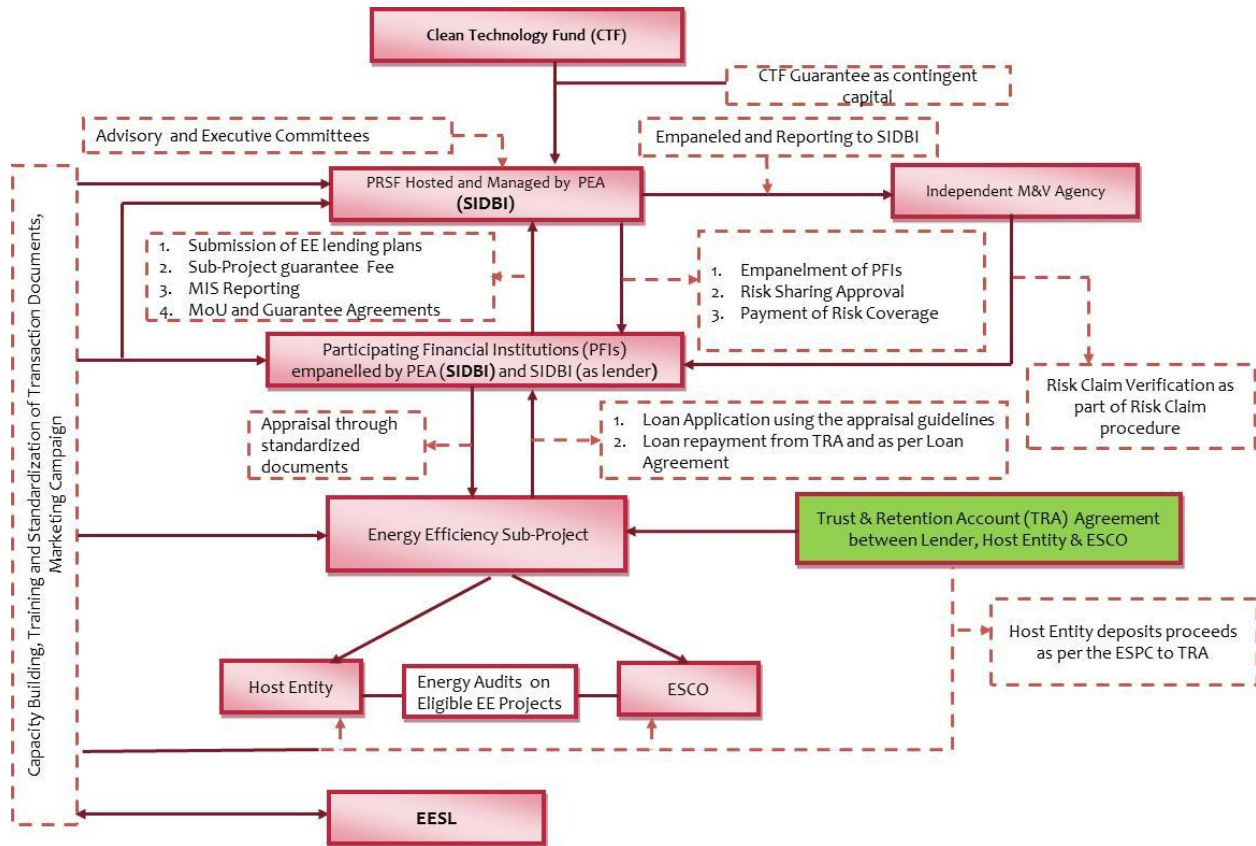 Clean Technology Fund (CTF)
CTF Guarantee as contingent
capital
Advisory and Executive Committees
Empaneled and Reporting to SIDBI
PRSF Hosted and Managed by PEA
(SIDBI)
Independent M&V Agency
1. Submission of EE lending plans
2. Sub-Project guarantee Fee
3. MIS Reporting
4. MoU and Guarantee Agreements
1. Empanelment of PFIs
2. Risk Sharing Approval
3. Payment of Risk Coverage
Participating Financial Institutions (PFIs)
empanelled by PEA (SIDBI) and SIDBI (as lender)
Risk Claim Verification as
part of Risk Claim
procedure
Appraisal through
standardized
documents
1. Loan Application using the appraisal guidelines
2. Loan repayment from TRA and as per Loan
Agreement
Capacity Building, Training and Standardization of Transaction Documents,
Marketing Campaign
Energy Efficiency Sub-Project
Trust & Retention Account (TRA) Agreement
between Lender, Host Entity & ESCO
Host Entity deposits proceeds
as per the ESPC to TRA
Host Entity
Energy Audits on
Eligible EE Projects
ESCO
EESL